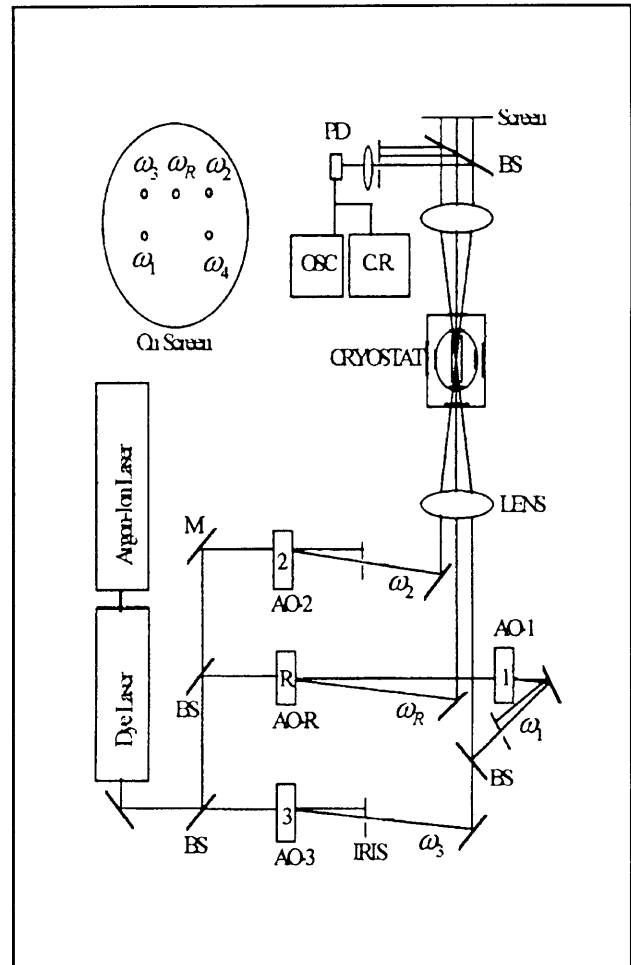 Screen
PD
BS
ω3 ωR ω2
ω1 ω4
OSC C.R.
On Screen
CRYOSTAT
Argon-Ion Laser
LENS
M
2
ω2
AO-2
AO-1
1
Dye Laser
R
BS
AO-R
ωR
ω1
BS
3
BS
AO-3
IRIS
ω3